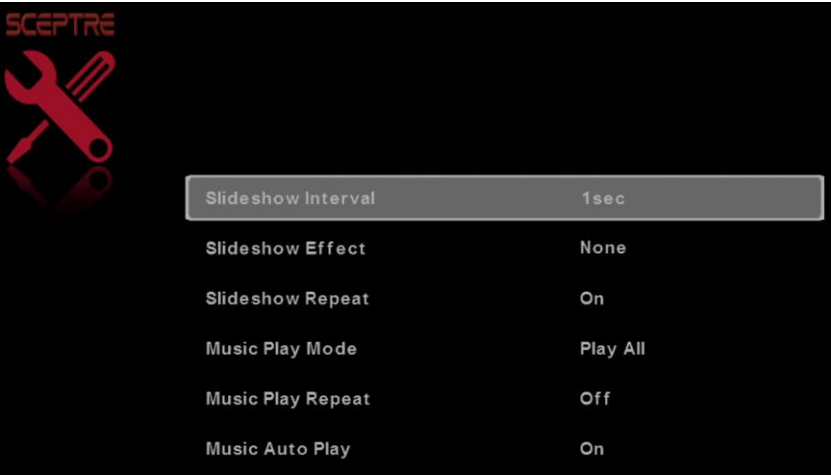 SCEPTRE
Slideshow Interval 1sec
Slideshow Effect None
Slideshow Repeat On
Music Play Mode Play All
Music Play Repeat Off
Music Auto Play On